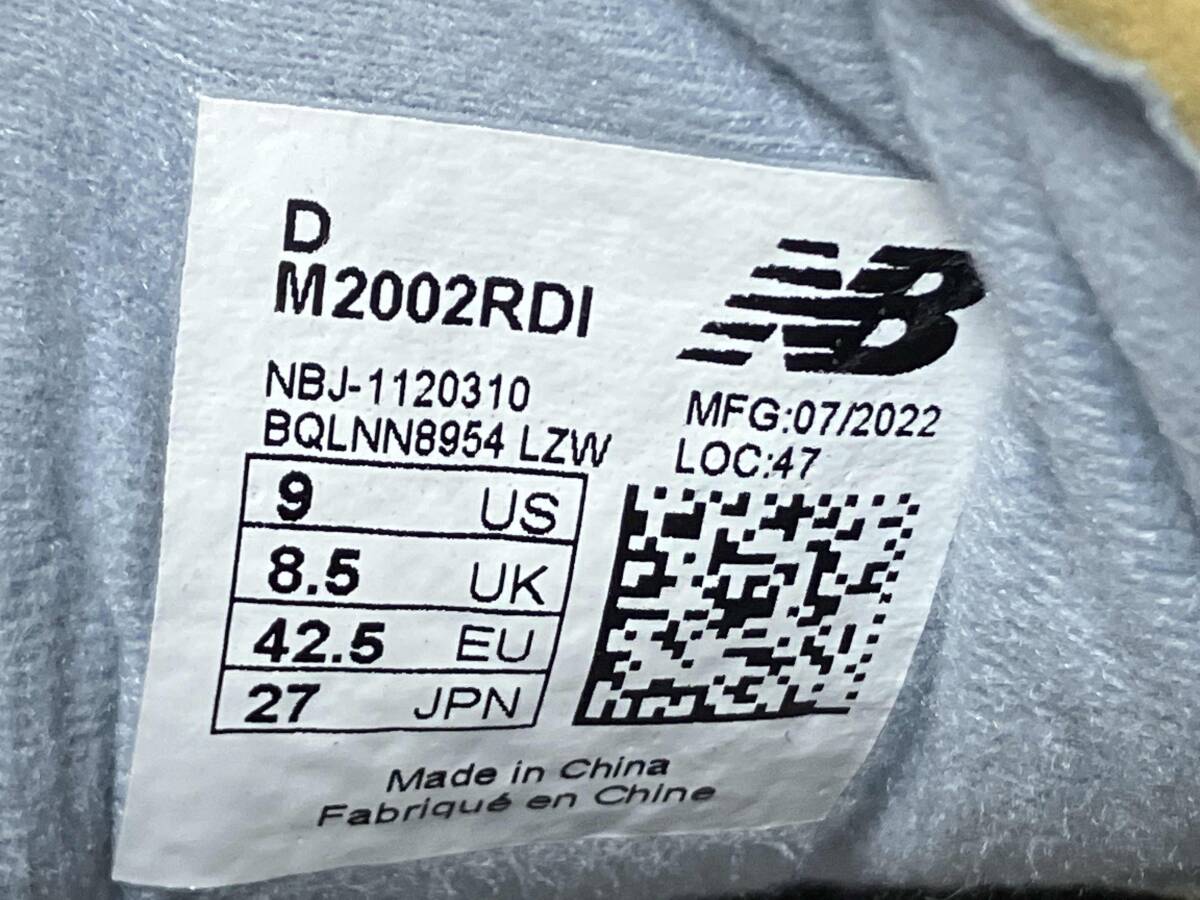 D
M2002RDI
NB
NBJ-1120310
BQLNN8954 LZW
MFG:07/2022
LOC:47
9 US
8.5 UK
42.5 EU
27 JPN
Made in China
Fabriqué en Chine